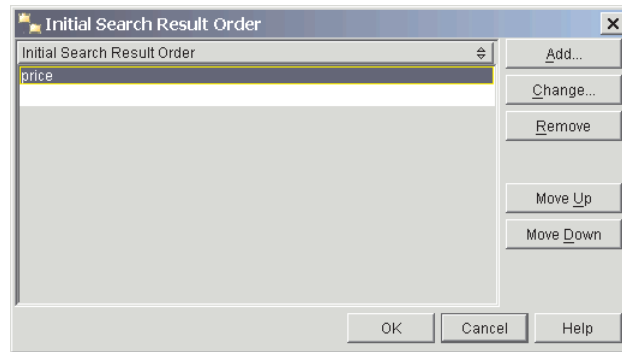 Initial Search Result Order
Initial Search Result Order
price
Add...
Change...
Remove
Move Up
Move Down
OK
Cancel
Help